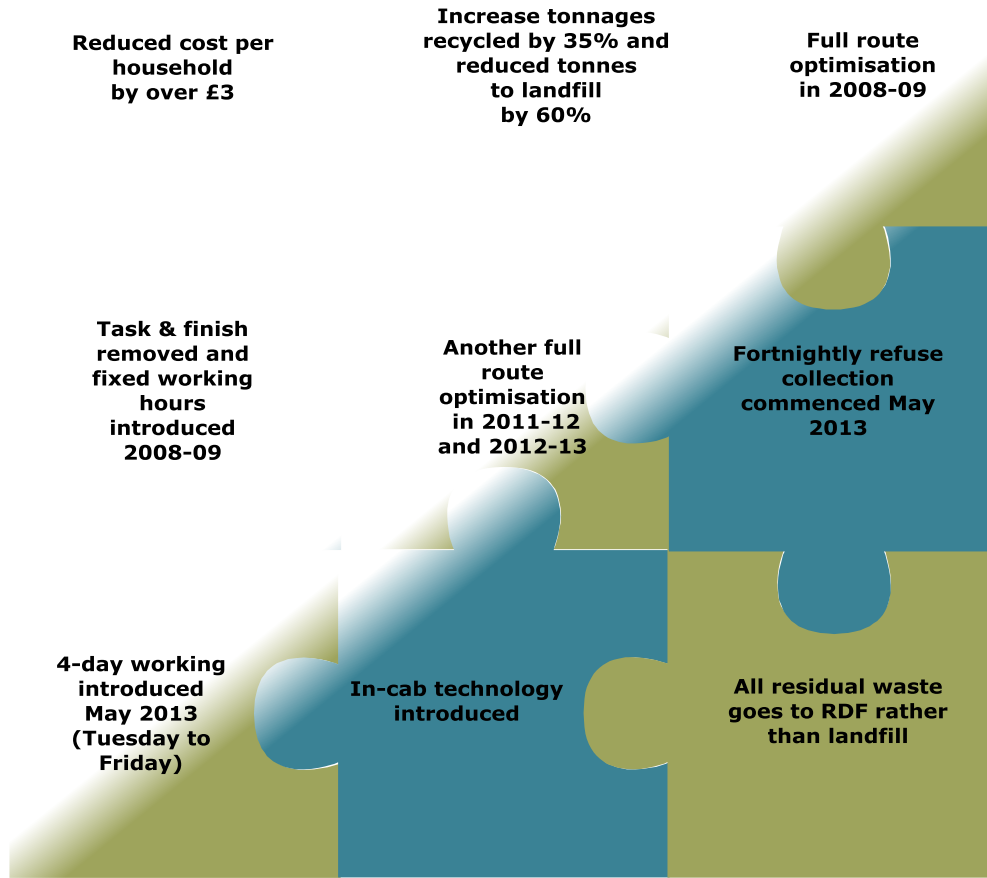 Reduced cost per
household
by over £3
Increase tonnages
recycled by 35% and
reduced tonnes
to landfill
by 60%
Full route
optimisation
in 2008-09
Task & finish
removed and
fixed working
hours
introduced
2008-09
Another full
route
optimisation
in 2011-12
and 2012-13
Fortnightly refuse
collection
commenced May
2013
4-day working
introduced
May 2013
(Tuesday to
Friday)
In-cab technology
introduced
All residual waste
goes to RDF rather
than landfill